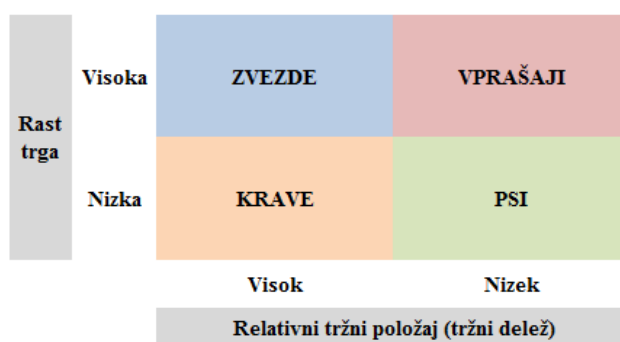 Visoka
ZVEZDE
VPRAŠAJI
Rast
trga
Nizka
KRAVE
PSI
Visok
Nizek
Relativni tržni položaj (tržni delež)